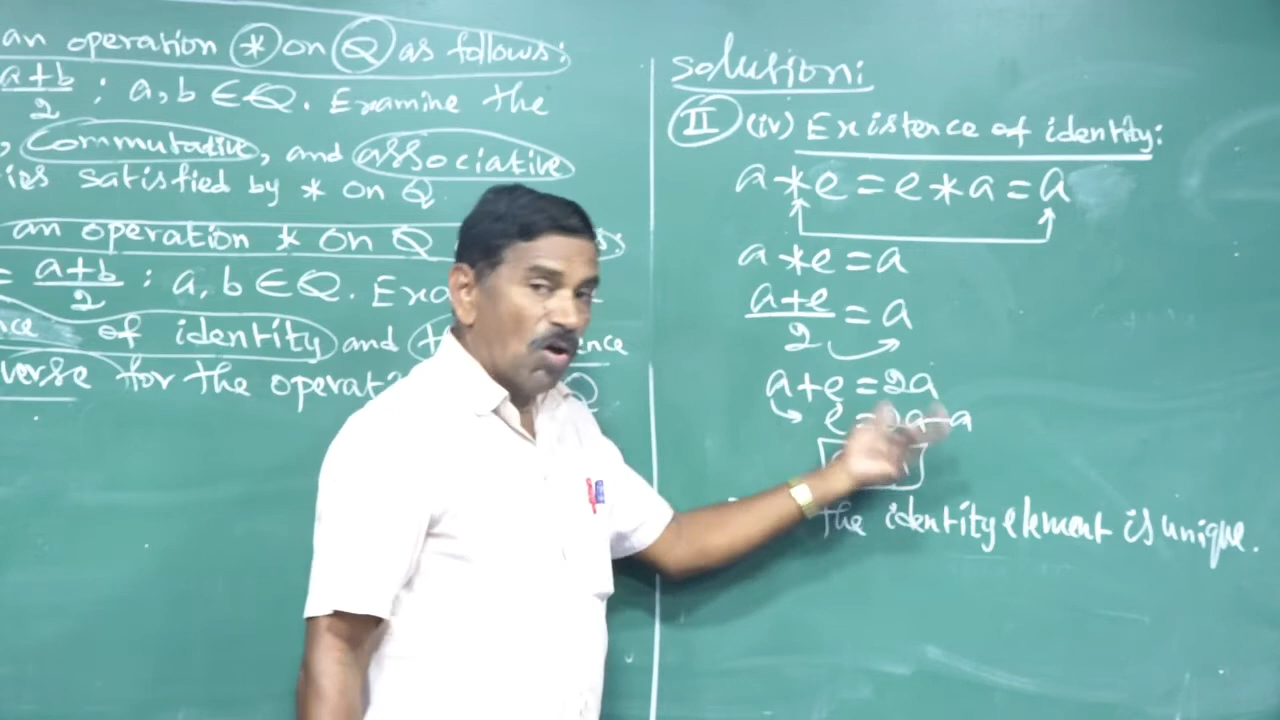 an operation * on Q as follows:
a+b/2 : a, b ∈ Q. Examine the
, Commutative, and associative
ies satisfied by * on Q
an operation * on Q
= a+b/2 : a, b ∈ Q. Exa
nce of identity and
verse for the operati Q
Solution:
II (iv) Existence of identity:
a * e = e * a = a
a * e = a
a+e/2 = a
a+e = 2a
e = 2a-a
the identity element is unique.